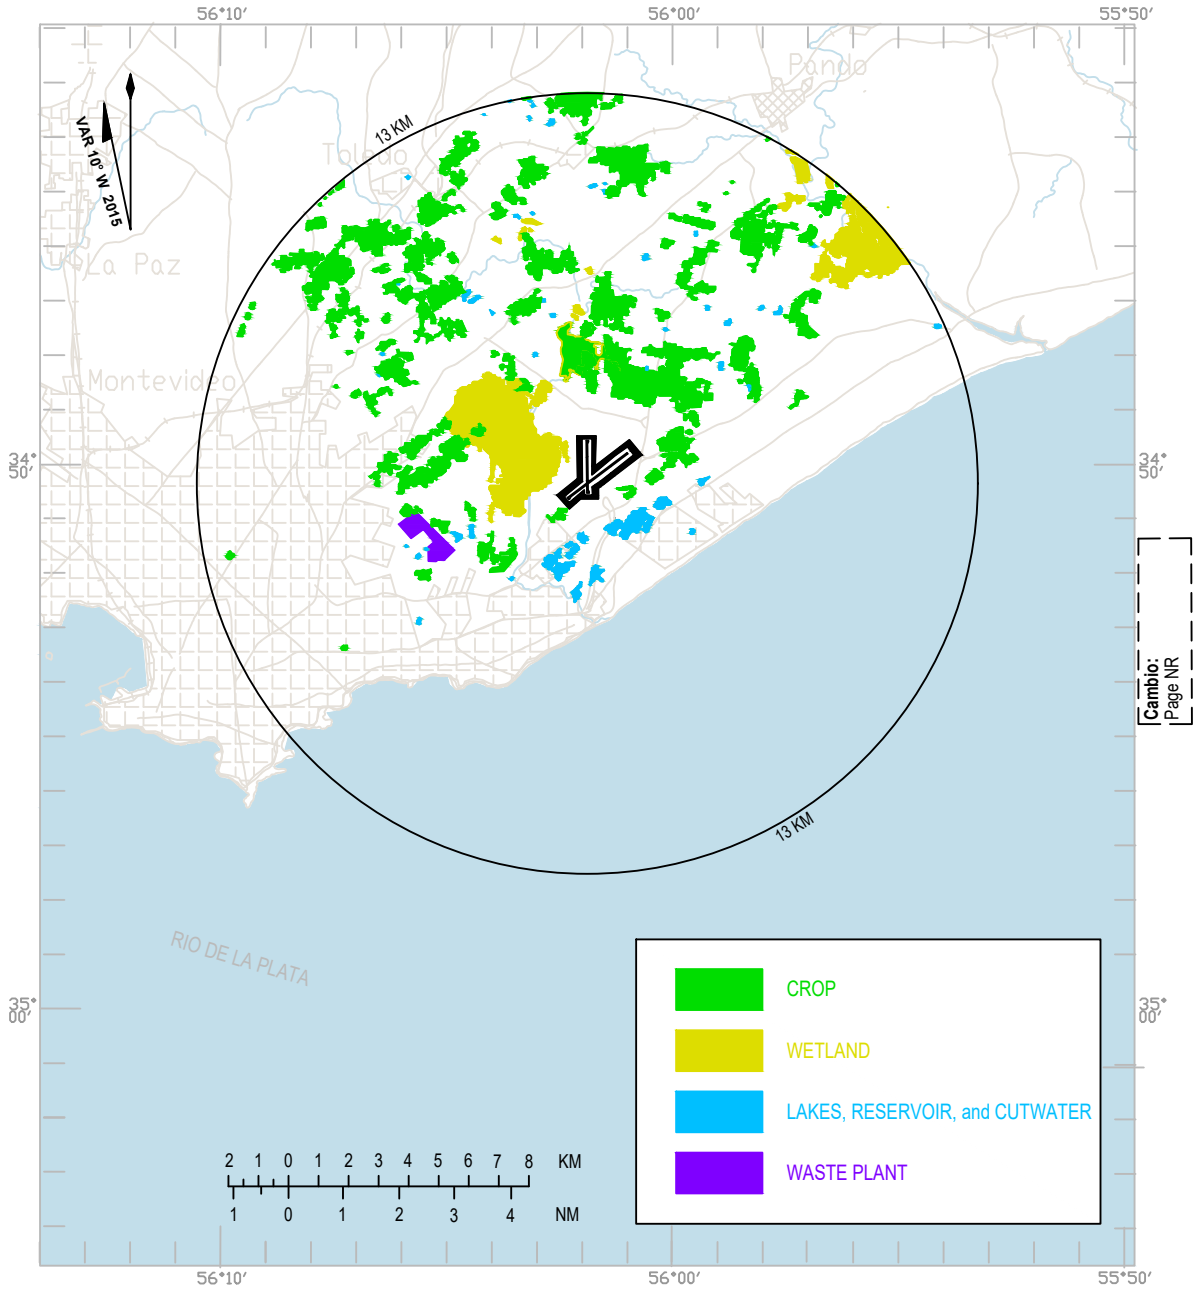 56°10′
56°00′
55°50′
Pando
13 KM
VAR 10° W 2015
Toledo
La Paz
Montevideo
34°
50′
34°
50′
Cambio:
Page NR
13 KM
RIO DE LA PLATA
35°
00′
35°
00′
CROP
WETLAND
LAKES, RESERVOIR, and CUTWATER
WASTE PLANT
2 1 0 1 2 3 4 5 6 7 8 KM
1 0 1 2 3 4 NM
56°10′
56°00′
55°50′